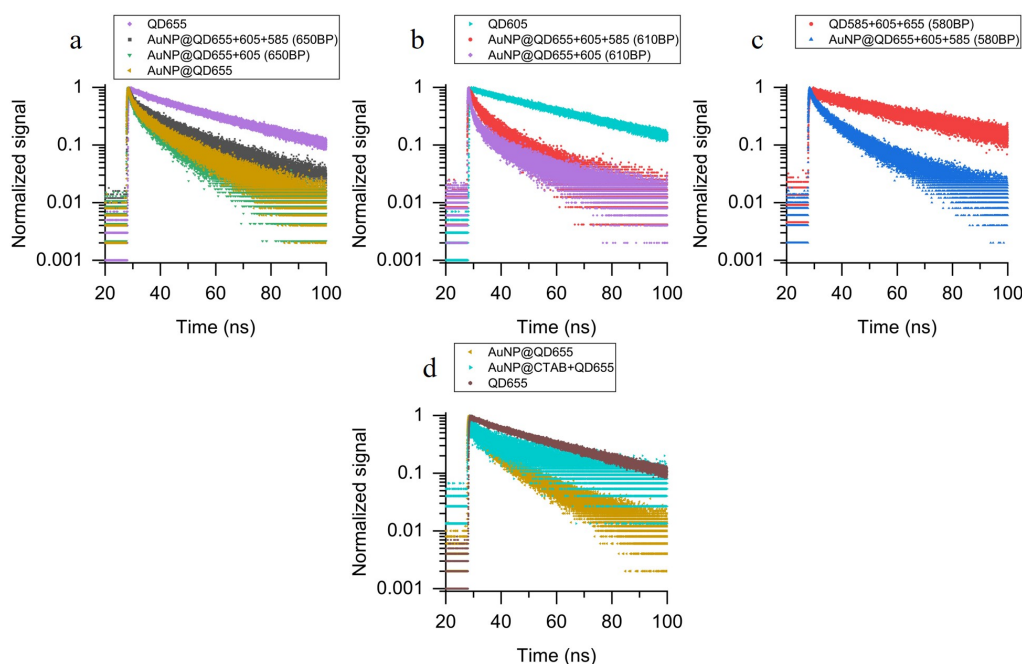 a
QD655
AuNP@QD655+605+585 (650BP)
AuNP@QD655+605 (650BP)
AuNP@QD655
Normalized signal
1
0.1
0.01
0.001
20 40 60 80 100
Time (ns)
b
QD605
AuNP@QD655+605+585 (610BP)
AuNP@QD655+605 (610BP)
Normalized signal
1
0.1
0.01
0.001
20 40 60 80 100
Time (ns)
c
QD585+605+655 (580BP)
AuNP@QD655+605+585 (580BP)
Normalized signal
1
0.1
0.01
0.001
20 40 60 80 100
Time (ns)
d
AuNP@QD655
AuNP@CTAB+QD655
QD655
Normalized signal
1
0.1
0.01
0.001
20 40 60 80 100
Time (ns)